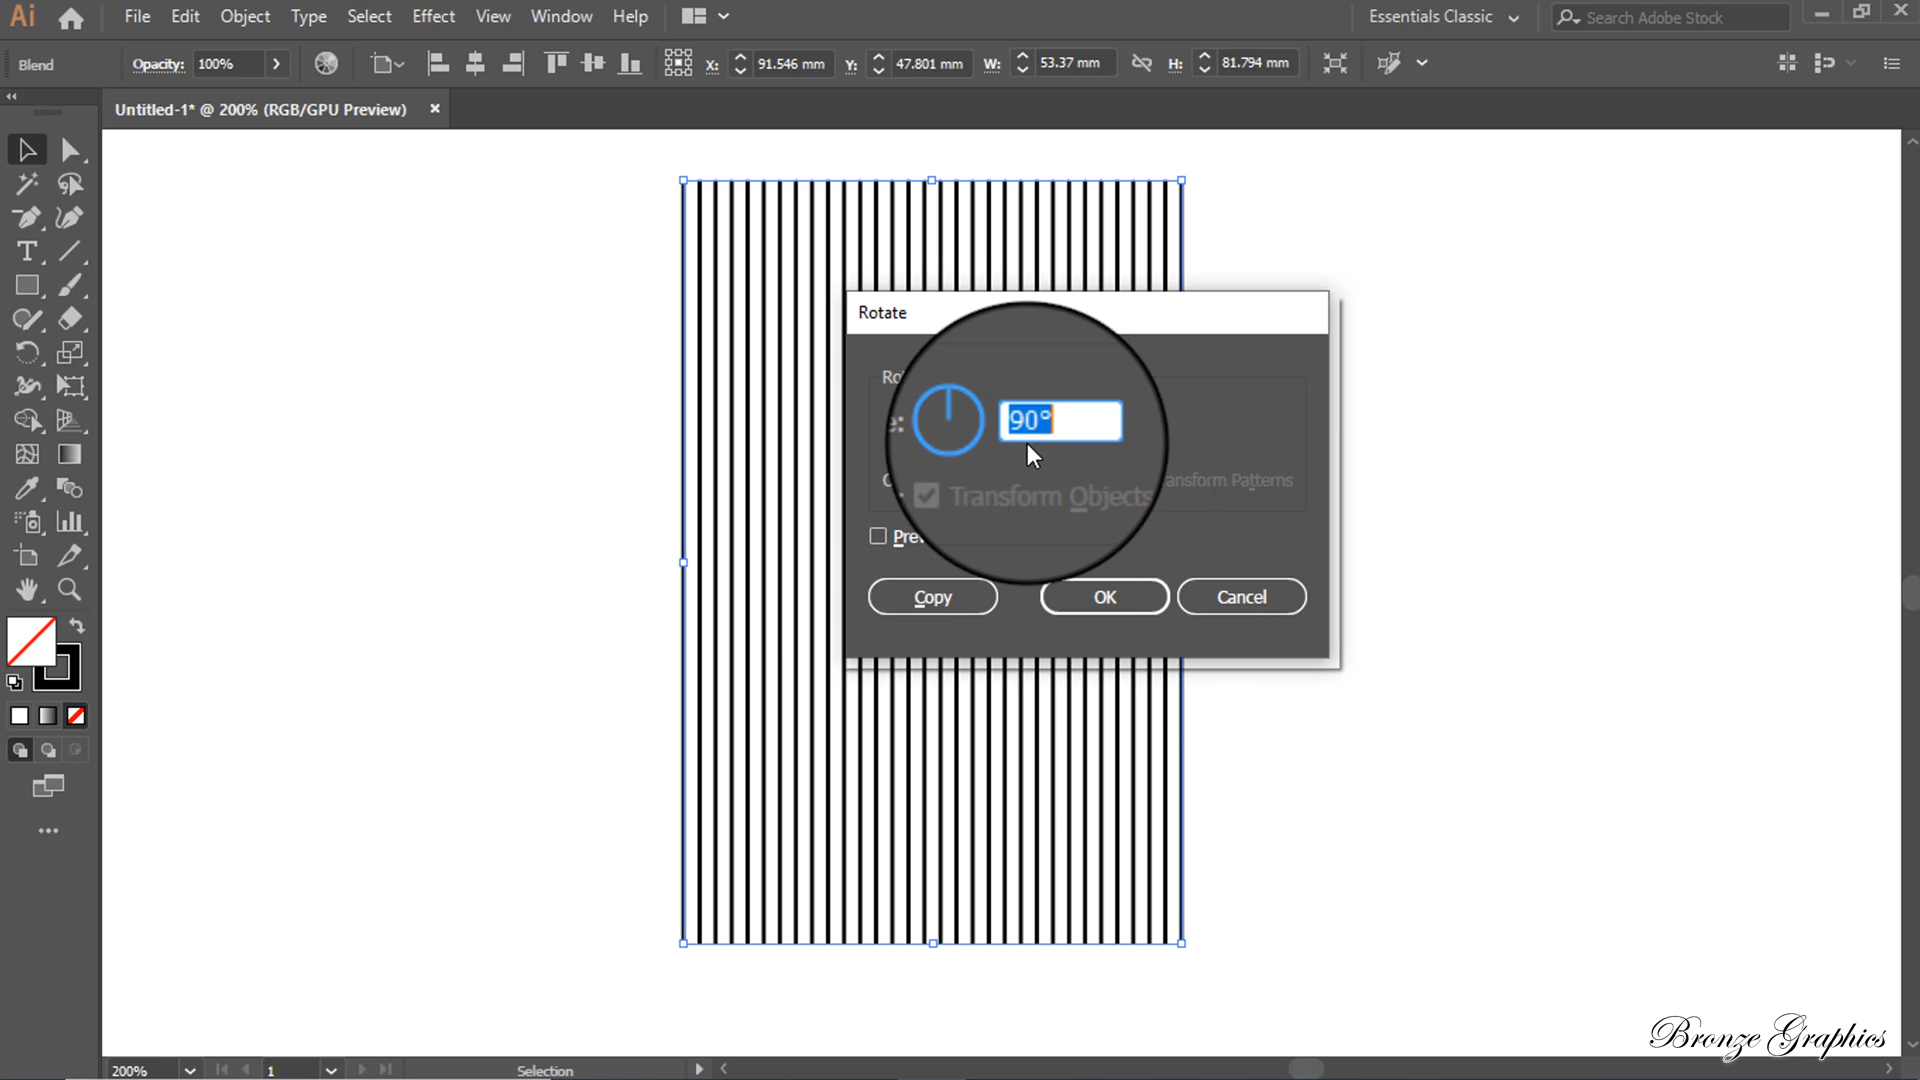 Ai File Edit Object Type Select Effect View Window Help Essentials Classic Search Adobe Stock
Blend Opacity: 100% X: 91.546 mm Y: 47.801 mm W: 53.37 mm H: 81.794 mm
Untitled-1* @ 200% (RGB/GPU Preview)
Rotate
Ro
e: 90°
O
Transform Objects
ansform Patterns
Prev
Copy OK Cancel
Bronze Graphics
200% 1 Selection